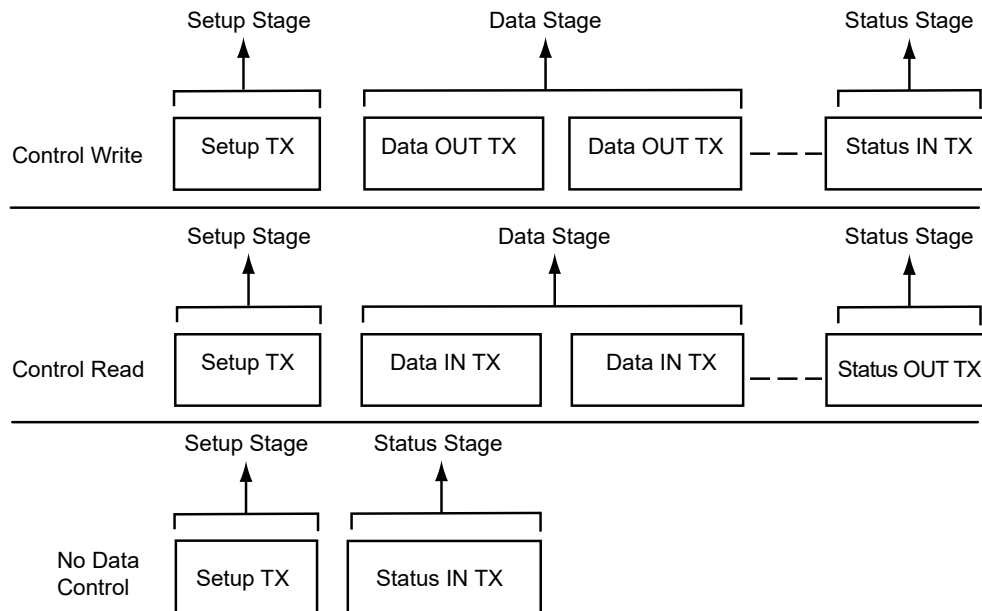 Setup Stage Data Stage Status Stage
Control Write Setup TX Data OUT TX Data OUT TX Status IN TX
Setup Stage Data Stage Status Stage
Control Read Setup TX Data IN TX Data IN TX Status OUT TX
Setup Stage Status Stage
No Data
Control Setup TX Status IN TX